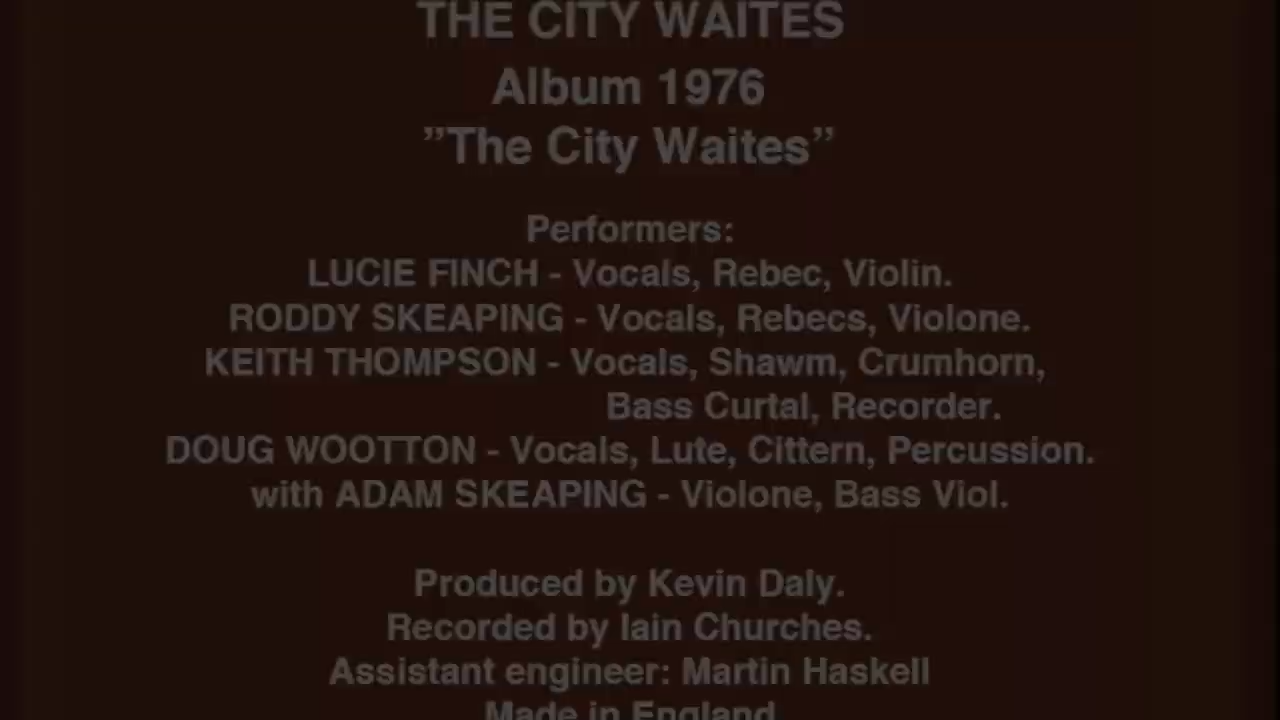 THE CITY WAITES
Album 1976
”The City Waites”
Performers:
LUCIE FINCH - Vocals, Rebec, Violin.
RODDY SKEAPING - Vocals, Rebecs, Violone.
KEITH THOMPSON - Vocals, Shawm, Crumhorn,
Bass Curtal, Recorder.
DOUG WOOTTON - Vocals, Lute, Cittern, Percussion.
with ADAM SKEAPING - Violone, Bass Viol.
Produced by Kevin Daly.
Recorded by Iain Churches.
Assistant engineer: Martin Haskell
Made in England